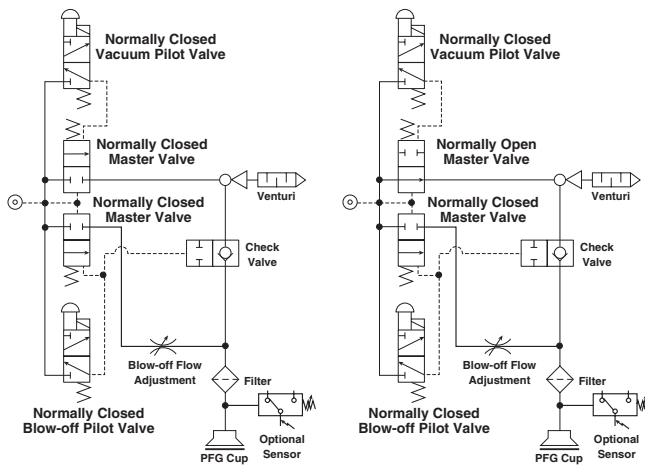 Normally Closed
Vacuum Pilot Valve
Normally Closed
Master Valve
Venturi
Normally Closed
Master Valve
Check
Valve
Blow-off Flow
Adjustment
Filter
Normally Closed
Blow-off Pilot Valve
Optional
Sensor
PFG Cup
Normally Closed
Vacuum Pilot Valve
Normally Open
Master Valve
Venturi
Normally Closed
Master Valve
Check
Valve
Blow-off Flow
Adjustment
Filter
Normally Closed
Blow-off Pilot Valve
Optional
Sensor
PFG Cup